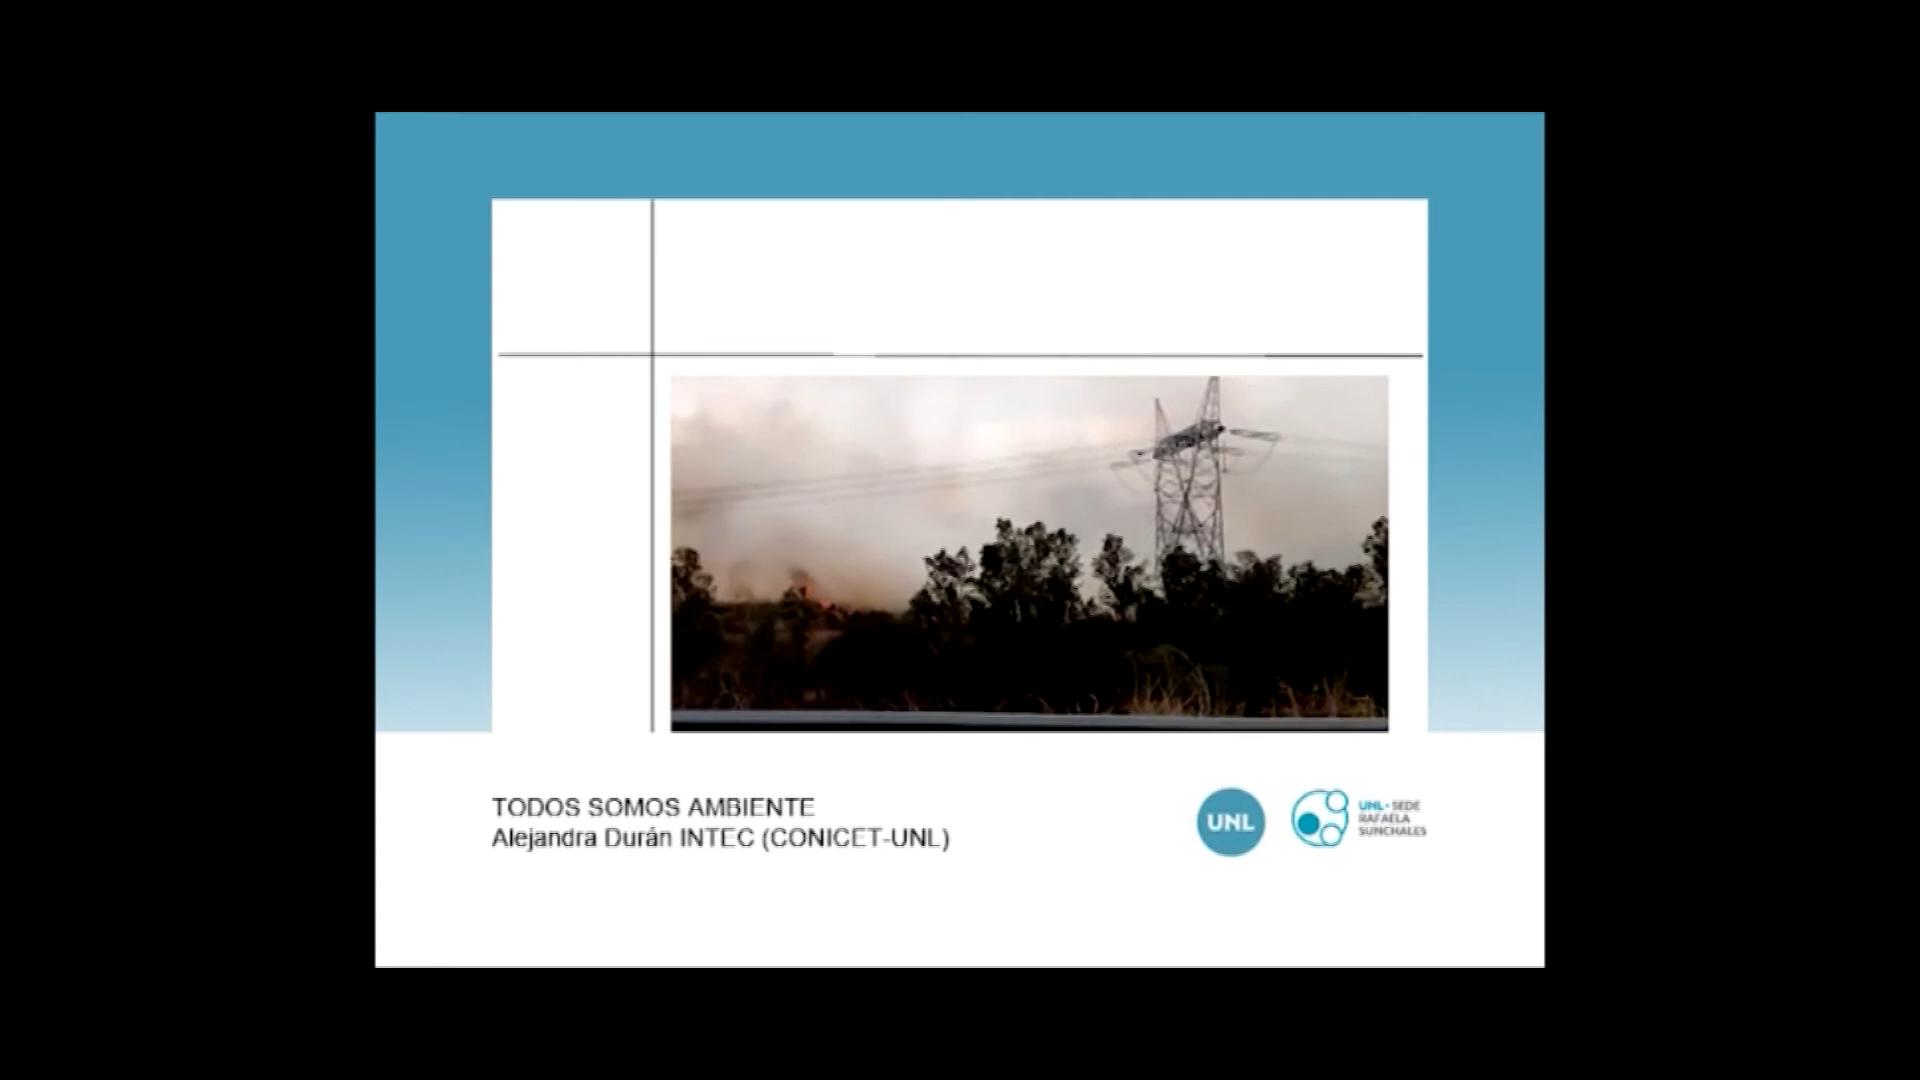 TODOS SOMOS AMBIENTE
Alejandra Durán INTEC (CONICET-UNL)
UNL
UNL - SEDE
RAFAELA
SUNCHALES